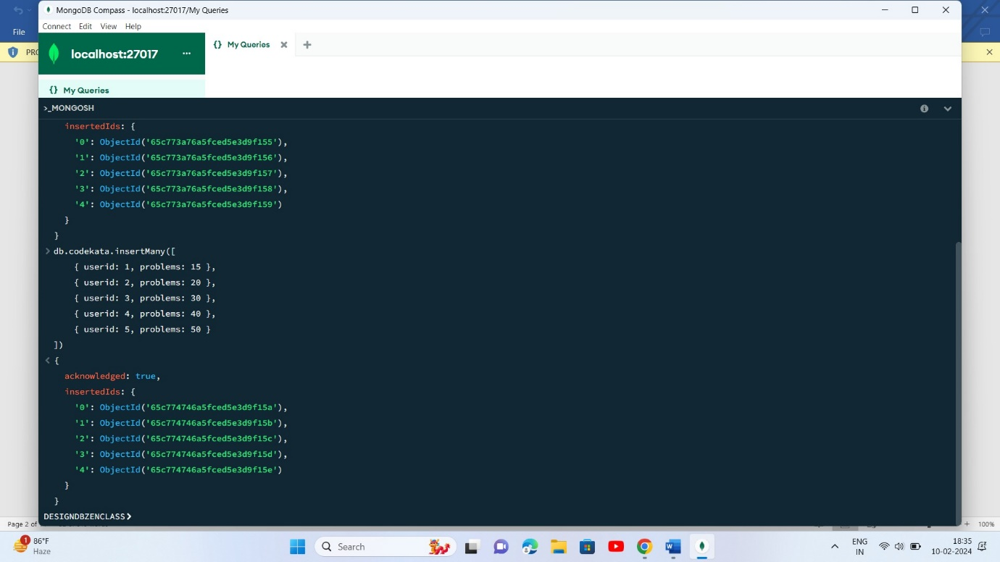 MongoDB Compass - localhost:27017/My Queries
Connect Edit View Help
File
PRO
localhost:27017 ...
{} My Queries
{} My Queries
>_MONGOSH
insertedIds: {
'0': ObjectId('65c773a76a5fced5e3d9f155'),
'1': ObjectId('65c773a76a5fced5e3d9f156'),
'2': ObjectId('65c773a76a5fced5e3d9f157'),
'3': ObjectId('65c773a76a5fced5e3d9f158'),
'4': ObjectId('65c773a76a5fced5e3d9f159')
}
}
> db.codekata.insertMany([
{ userid: 1, problems: 15 },
{ userid: 2, problems: 20 },
{ userid: 3, problems: 30 },
{ userid: 4, problems: 40 },
{ userid: 5, problems: 50 }
])
< {
acknowledged: true,
insertedIds: {
'0': ObjectId('65c774746a5fced5e3d9f15a'),
'1': ObjectId('65c774746a5fced5e3d9f15b'),
'2': ObjectId('65c774746a5fced5e3d9f15c'),
'3': ObjectId('65c774746a5fced5e3d9f15d'),
'4': ObjectId('65c774746a5fced5e3d9f15e')
}
}
DESIGNDBZENCLASS>
Page 2 of
100%
1
86°F
Haze
Search
ENG
IN
18:35
10-02-2024